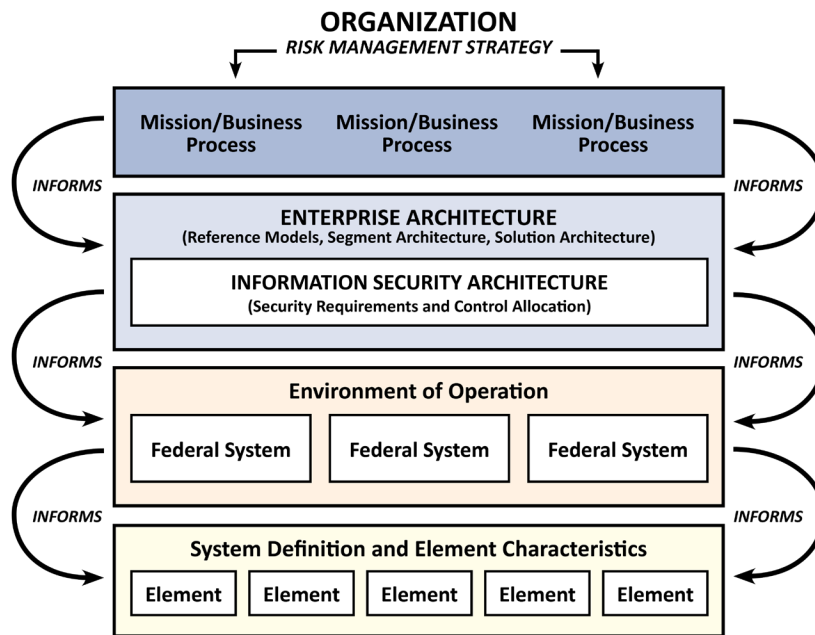 ORGANIZATION
RISK MANAGEMENT STRATEGY
Mission/Business Process
Mission/Business Process
Mission/Business Process
INFORMS
INFORMS
ENTERPRISE ARCHITECTURE
(Reference Models, Segment Architecture, Solution Architecture)
INFORMATION SECURITY ARCHITECTURE
(Security Requirements and Control Allocation)
INFORMS
INFORMS
Environment of Operation
Federal System
Federal System
Federal System
INFORMS
INFORMS
System Definition and Element Characteristics
Element
Element
Element
Element
Element